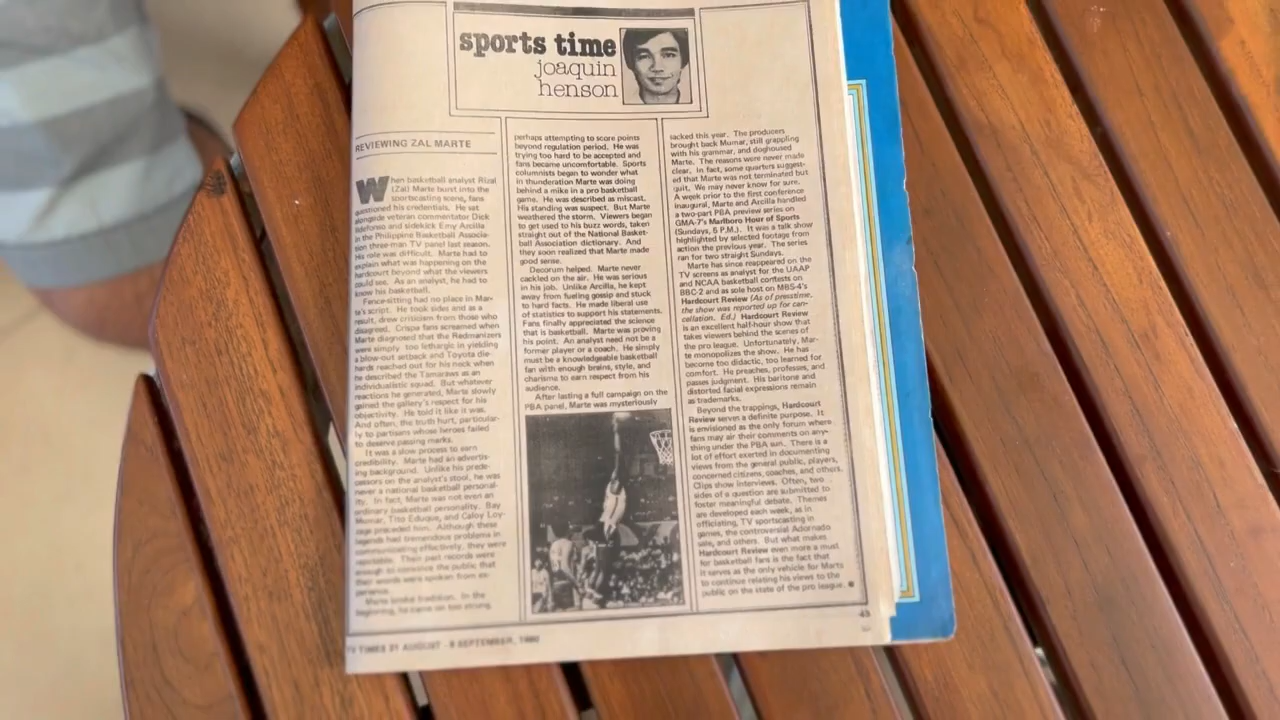 sports time
joaquin
henson
REVIEWING ZAL MARTE
When basketball analyst Rizal
(Zal) Marte burst into the
sportscasting scene, fans
questioned his credentials. He sat
alongside veteran commentator Dick
Ildefonso and sidekick Emy Arcilla
in the Philippine Basketball Associa-
tion three-man TV panel last season.
His role was difficult. Marte had to
explain what was happening on the
hardcourt beyond what the viewers
could see. As an analyst, he had to
know his basketball.
Fence-sitting had no place in Mar-
te's script. He took sides and as a
result, drew criticism from those who
disagreed. Crispa fans screamed when
Marte diagnosed that the Redmanizers
were simply too lethargic in yielding
a blow-out setback and Toyota die-
hards reached out for his neck when
he described the Tamaraws as an
individualistic squad. But whatever
reactions he generated, Marte slowly
gained the gallery's respect for his
objectivity. He told it like it was.
And often, the truth hurt, particular-
ly to partisans whose heroes failed
to deserve passing marks.
It was a slow process to earn
credibility. Marte had an advertis-
ing background. Unlike his prede-
cessors on the analyst's stool, he was
never a national basketball personal-
ity. In fact, Marte was not even an
ordinary basketball personality. Bay
Mumar, Tito Eduque, and Caloy Loy-
zaga preceded him. Although these
legends had tremendous problems in
communicating effectively, they were
reputable. Their past records were
enough to convince the public that
their words were spoken from ex-
perience.
Marte broke tradition. In the
beginning, he came on too strong,
perhaps attempting to score points
beyond regulation period. He was
trying too hard to be accepted and
fans became uncomfortable. Sports
columnists began to wonder what
in thunderation Marte was doing
behind a mike in a pro basketball
game. He was described as miscast.
His standing was suspect. But Marte
weathered the storm. Viewers began
to get used to his buzz words, taken
straight out of the National Basket-
ball Association dictionary. And
they soon realized that Marte made
good sense.
Decorum helped. Marte never
cackled on the air. He was serious
in his job. Unlike Arcilla, he kept
away from fueling gossip and stuck
to hard facts. He made liberal use
of statistics to support his statements.
Fans finally appreciated the science
that is basketball. Marte was proving
his point. An analyst need not be a
former player or a coach. He simply
must be a knowledgeable basketball
fan with enough brains, style, and
charisma to earn respect from his
audience.
After lasting a full campaign on the
PBA panel, Marte was mysteriously
sacked this year. The producers
brought back Mumar, still grappling
with his grammar, and doghoused
Marte. The reasons were never made
clear. In fact, some quarters suggest-
ed that Marte was not terminated but
quit. We may never know for sure.
A week prior to the first conference
inaugural, Marte and Arcilla handled
a two-part PBA preview series on
GMA-7's Marlboro Hour of Sports
(Sundays, 5 P.M.). It was a talk show
highlighted by selected footage from
action the previous year. The series
ran for two straight Sundays.
Marte has since reappeared on the
TV screens as analyst for the UAAP
and NCAA basketball contests on
BBC-2 and as sole host on MBS-4's
Hardcourt Review (As of presstime,
the show was reported up for can-
cellation. Ed.) Hardcourt Review
is an excellent half-hour show that
takes viewers behind the scenes of
the pro league. Unfortunately, Mar-
te monopolizes the show. He has
become too didactic, too learned for
comfort. He preaches, professes, and
passes judgment. His baritone and
distorted facial expressions remain
as trademarks.
Beyond the trappings, Hardcourt
Review serves a definite purpose. It
is envisioned as the only forum where
fans may air their comments on any-
thing under the PBA sun. There is a
lot of effort exerted in documenting
views from the general public, players,
concerned citizens, coaches, and others.
Clips show interviews. Often, two
sides of a question are submitted to
foster meaningful debate. Themes
are developed each week, as in
officiating, TV sportscasting in
games, the controversial Adornado
sale, and others. But what makes
Hardcourt Review even more a must
for basketball fans is the fact that
it serves as the only vehicle for Marte
to continue relating his views to the
public on the state of the pro league.
TV TIMES 31 AUGUST - 6 SEPTEMBER, 1980
43